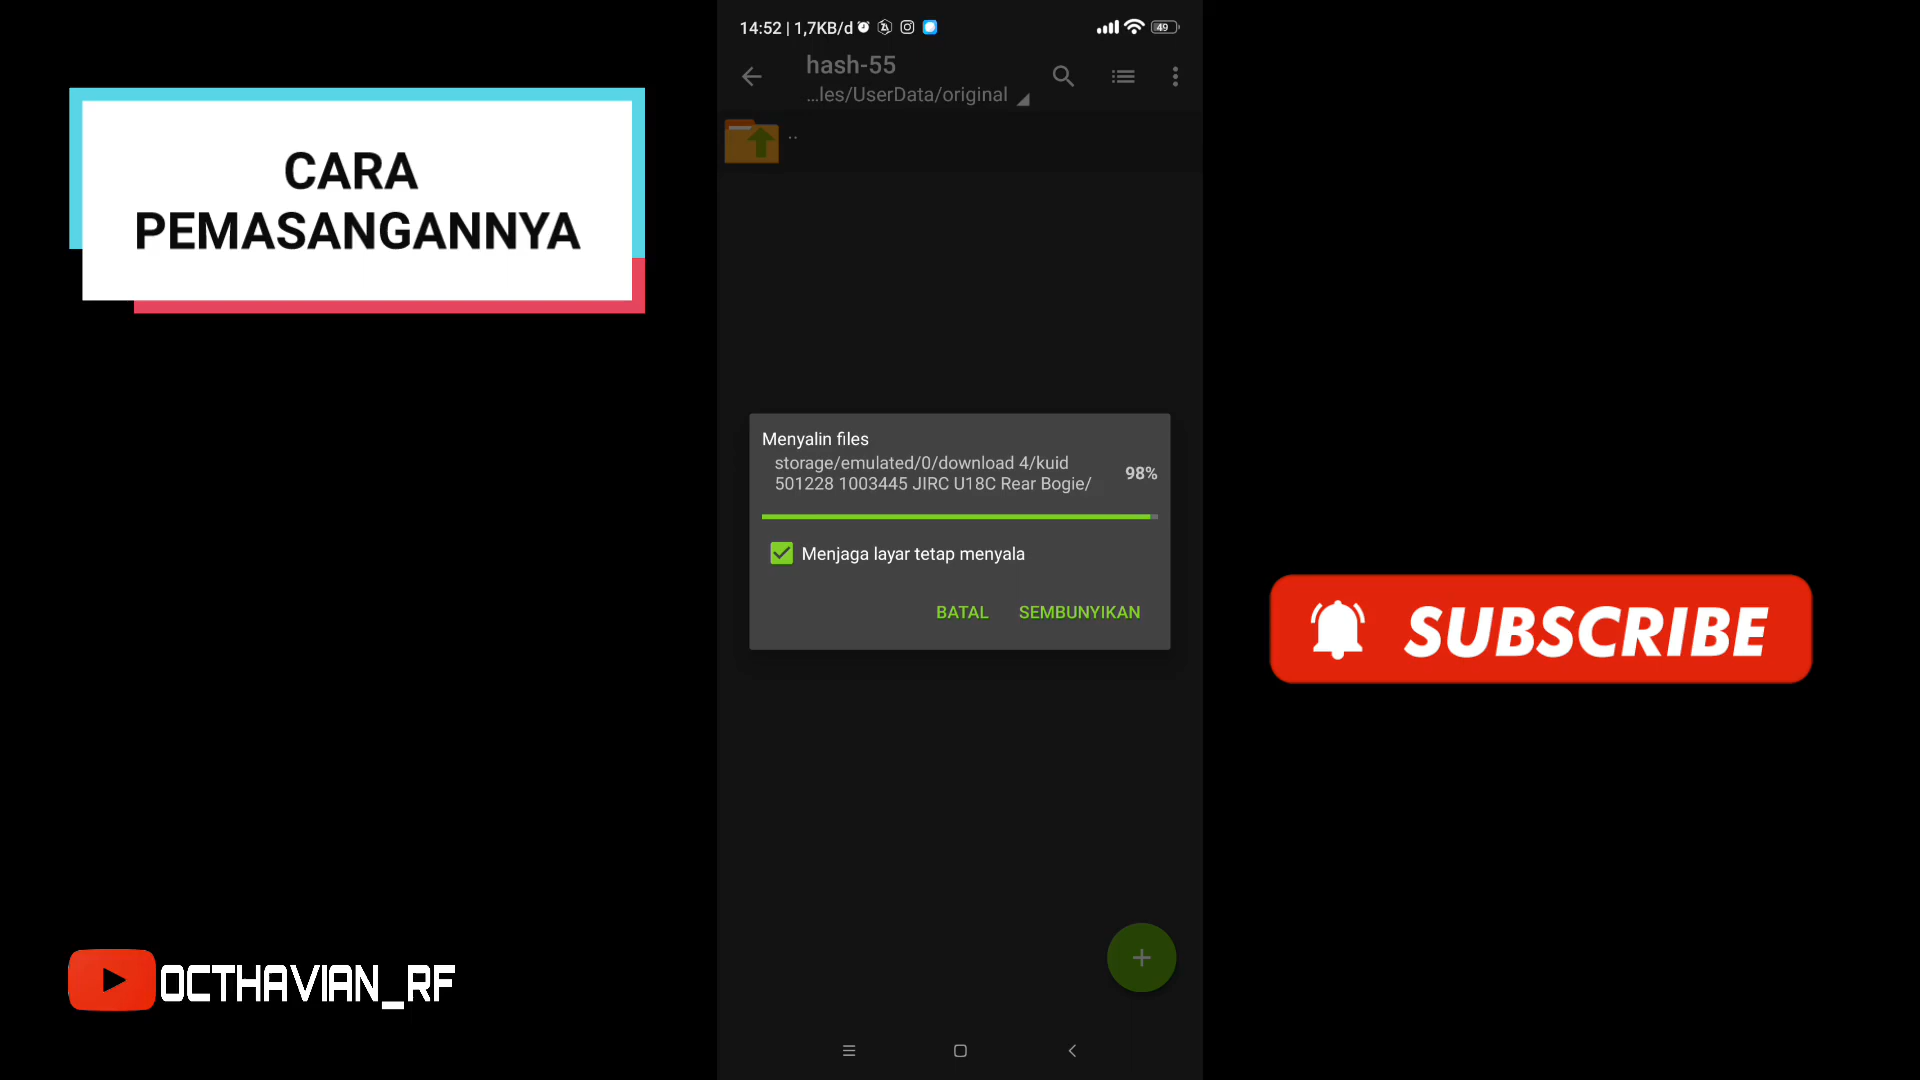 CARA
PEMASANGANNYA
14:52 | 1,7KB/d
49
hash-55
...les/UserData/original
..
Menyalin files
storage/emulated/0/download 4/kuid
501228 1003445 JIRC U18C Rear Bogie/
98%
Menjaga layar tetap menyala
BATAL SEMBUNYIKAN
SUBSCRIBE
OCTHAVIAN_RF